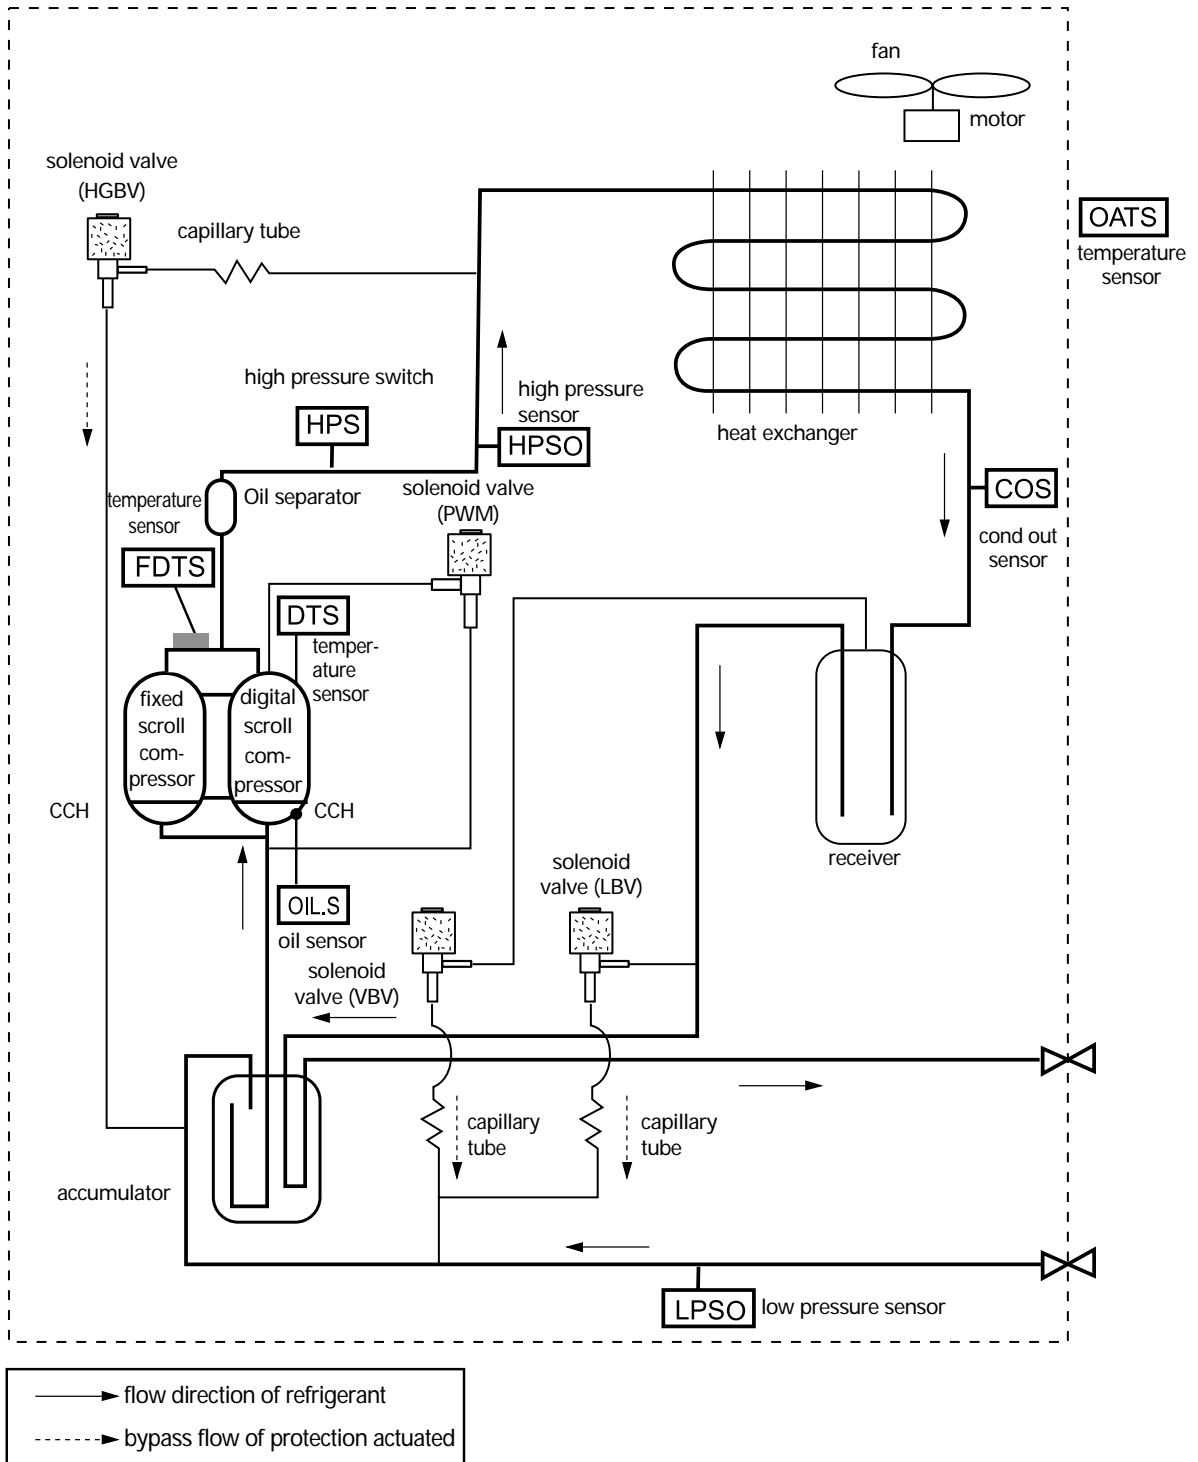 fan
motor
solenoid valve
(HGBV)
capillary tube
OATS
temperature
sensor
high pressure switch
HPS
high pressure
sensor
HPSO
heat exchanger
COS
cond out
sensor
temperature
sensor
Oil separator
solenoid valve
(PWM)
FDTS
DTS
temper-
ature
sensor
fixed
scroll
com-
pressor
digital
scroll
com-
pressor
CCH
CCH
receiver
OIL.S
oil sensor
solenoid
valve (LBV)
solenoid
valve (VBV)
capillary
tube
capillary
tube
accumulator
LPSO
low pressure sensor
flow direction of refrigerant
bypass flow of protection actuated